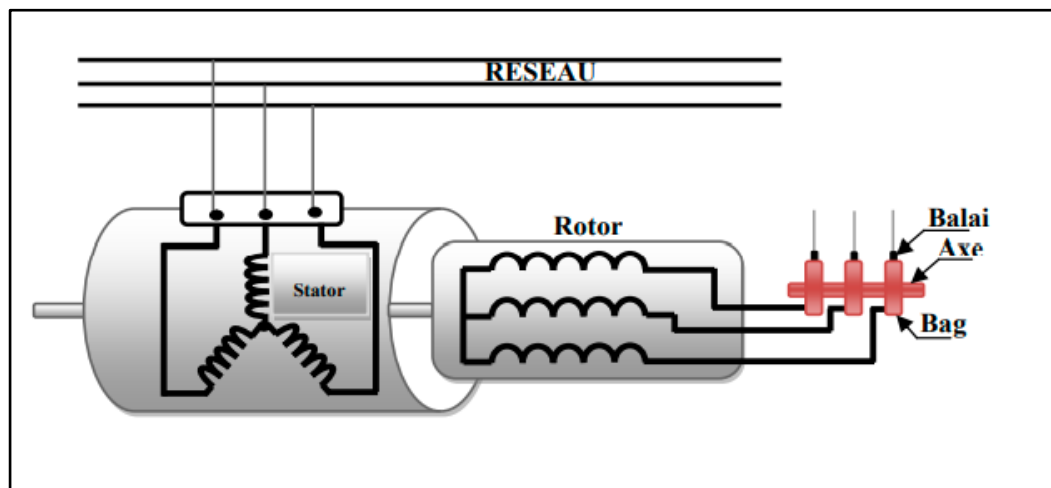 RESEAU
Rotor
Balai
Axe
Stator
Bag